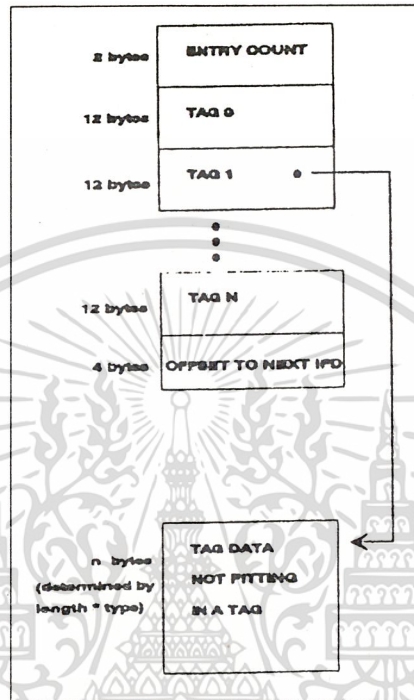 2 bytes ENTRY COUNT
12 bytes TAG 0
12 bytes TAG 1
12 bytes TAG N
4 bytes OFFSET TO NEXT IFD
n bytes
(determined by
length * type)
TAG DATA
NOT FITTING
IN A TAG